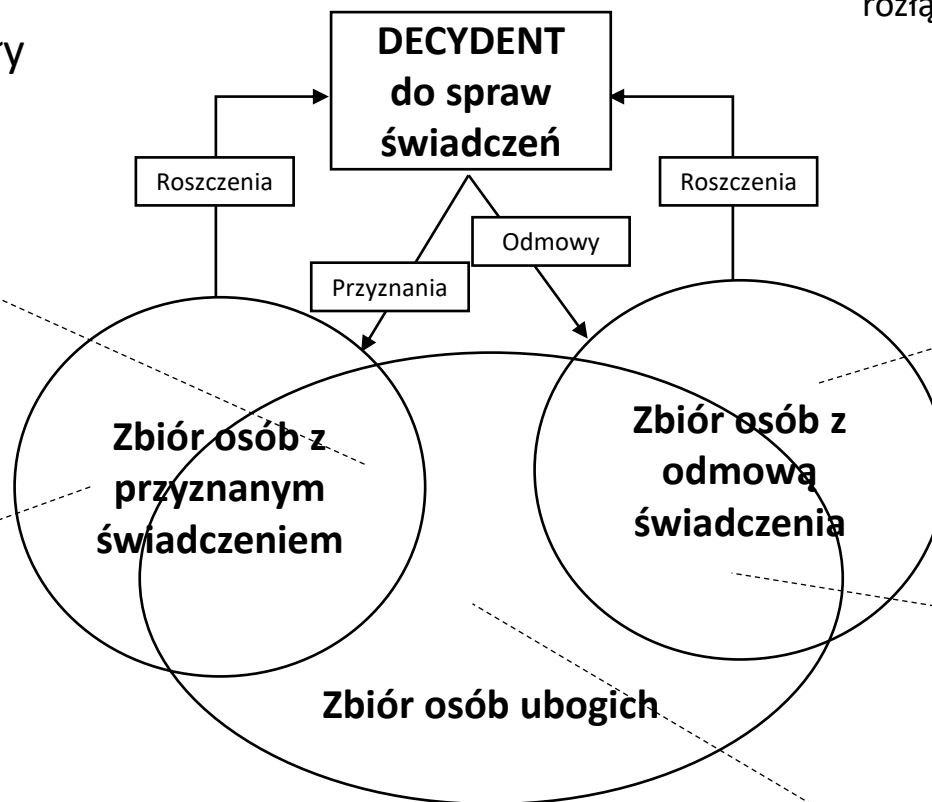 DECYDENT
do spraw
świadczeń
Roszczenia
Roszczenia
Odmowy
Przyznania
Zbiór osób z
przyznanym
świadczeniem
Zbiór osób z
odmową
świadczenia
Zbiór osób ubogich